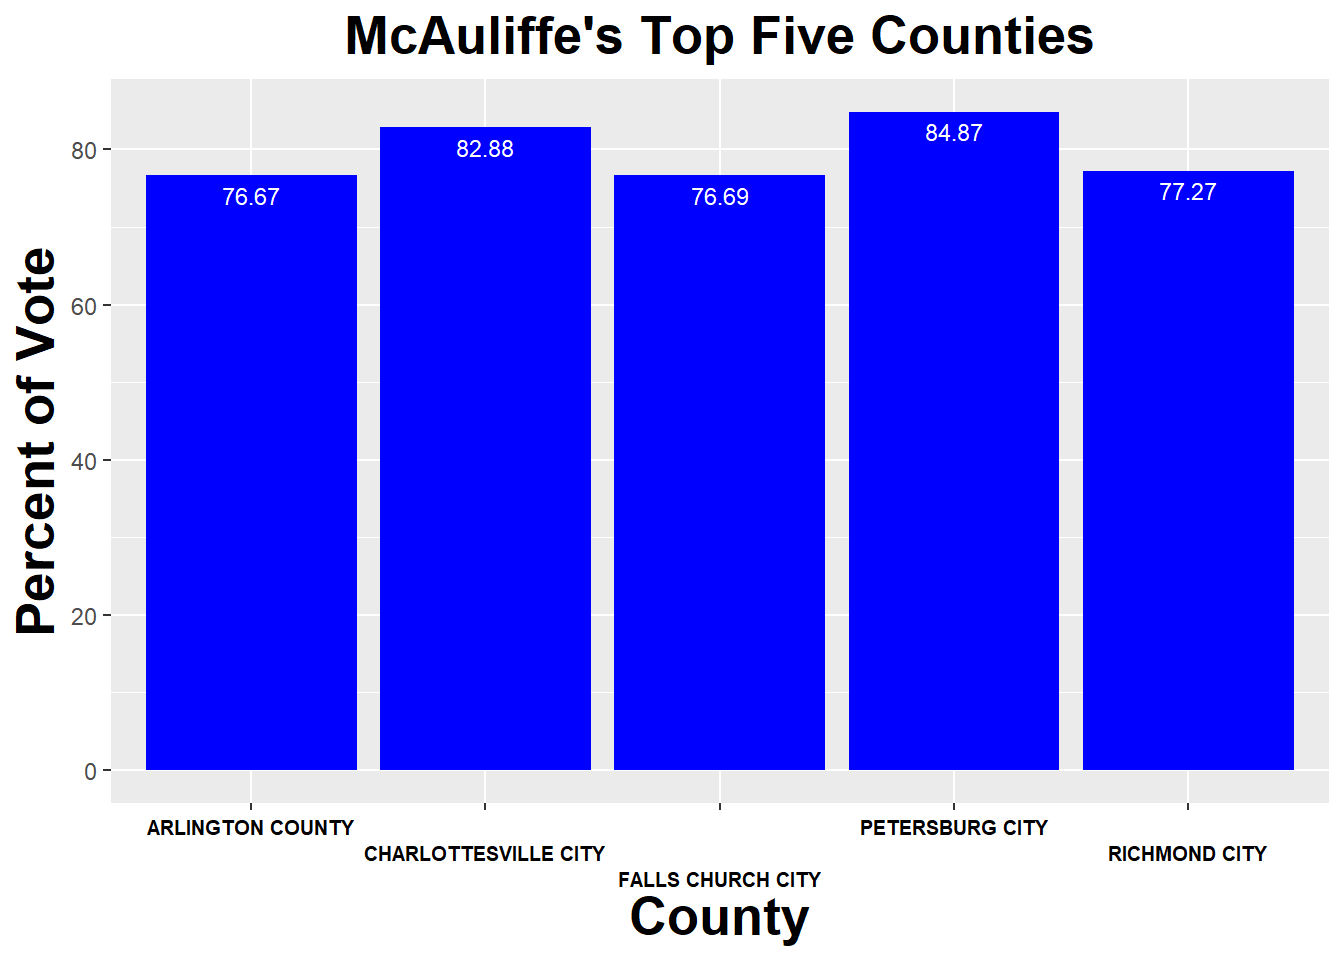 McAuliffe's Top Five Counties
Percent of Vote
80
60
40
20
0
76.67
82.88
76.69
84.87
77.27
ARLINGTON COUNTY
CHARLOTTESVILLE CITY
FALLS CHURCH CITY
PETERSBURG CITY
RICHMOND CITY
County